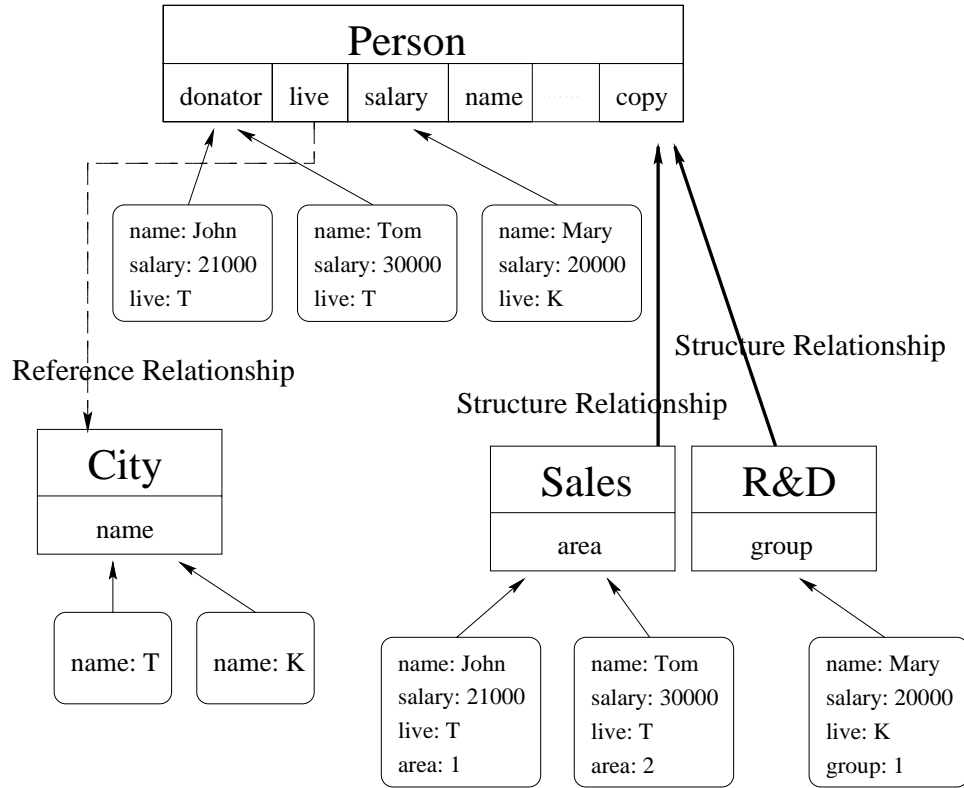 Person
donator live salary name ...... copy
name: John
salary: 21000
live: T
name: Tom
salary: 30000
live: T
name: Mary
salary: 20000
live: K
Reference Relationship
Structure Relationship
Structure Relationship
City
name
Sales
area
R&D
group
name: T
name: K
name: John
salary: 21000
live: T
area: 1
name: Tom
salary: 30000
live: T
area: 2
name: Mary
salary: 20000
live: K
group: 1